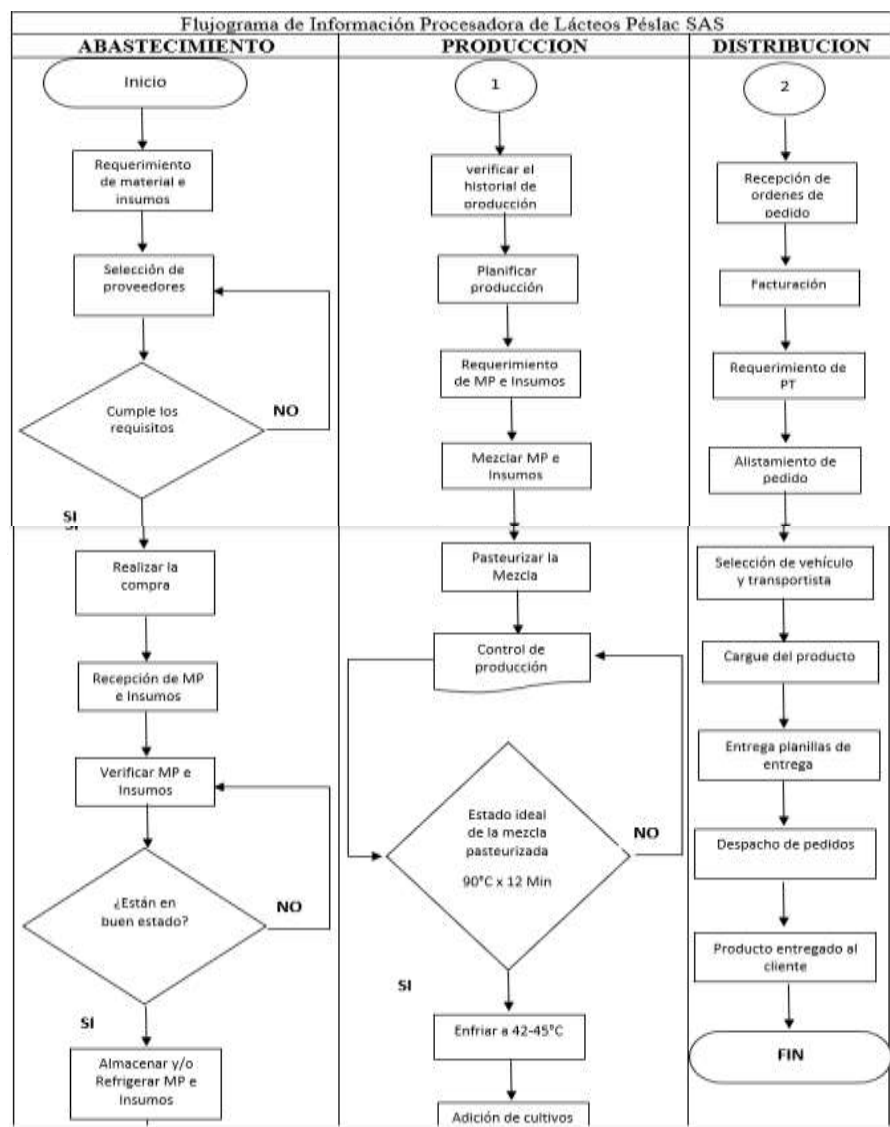 Flujograma de Información Procesadora de Lácteos Péslac SAS
ABASTECIMIENTO
Inicio
Requerimiento
de material e
insumos
Selección de
proveedores
Cumple los
requisitos
NO
SI
SI
Realizar la
compra
Recepción de MP
e Insumos
Verificar MP e
Insumos
¿Están en
buen estado?
NO
SI
Almacenar y/o
Refrigerar MP e
Insumos
PRODUCCION
1
verificar el
historial de
producción
Planificar
producción
Requerimiento
de MP e Insumos
Mezclar MP e
Insumos
Pasteurizar la
Mezcla
Control de
producción
Estado ideal
de la mezcla
pasteurizada
90°C x 12 Min
NO
SI
Enfriar a 42-45°C
Adición de cultivos
DISTRIBUCION
2
Recepción de
ordenes de
pedido
Facturación
Requerimiento de
PT
Alistamiento de
pedido
Selección de vehículo
y transportista
Cargue del producto
Entrega planillas de
entrega
Despacho de pedidos
Producto entregado al
cliente
FIN